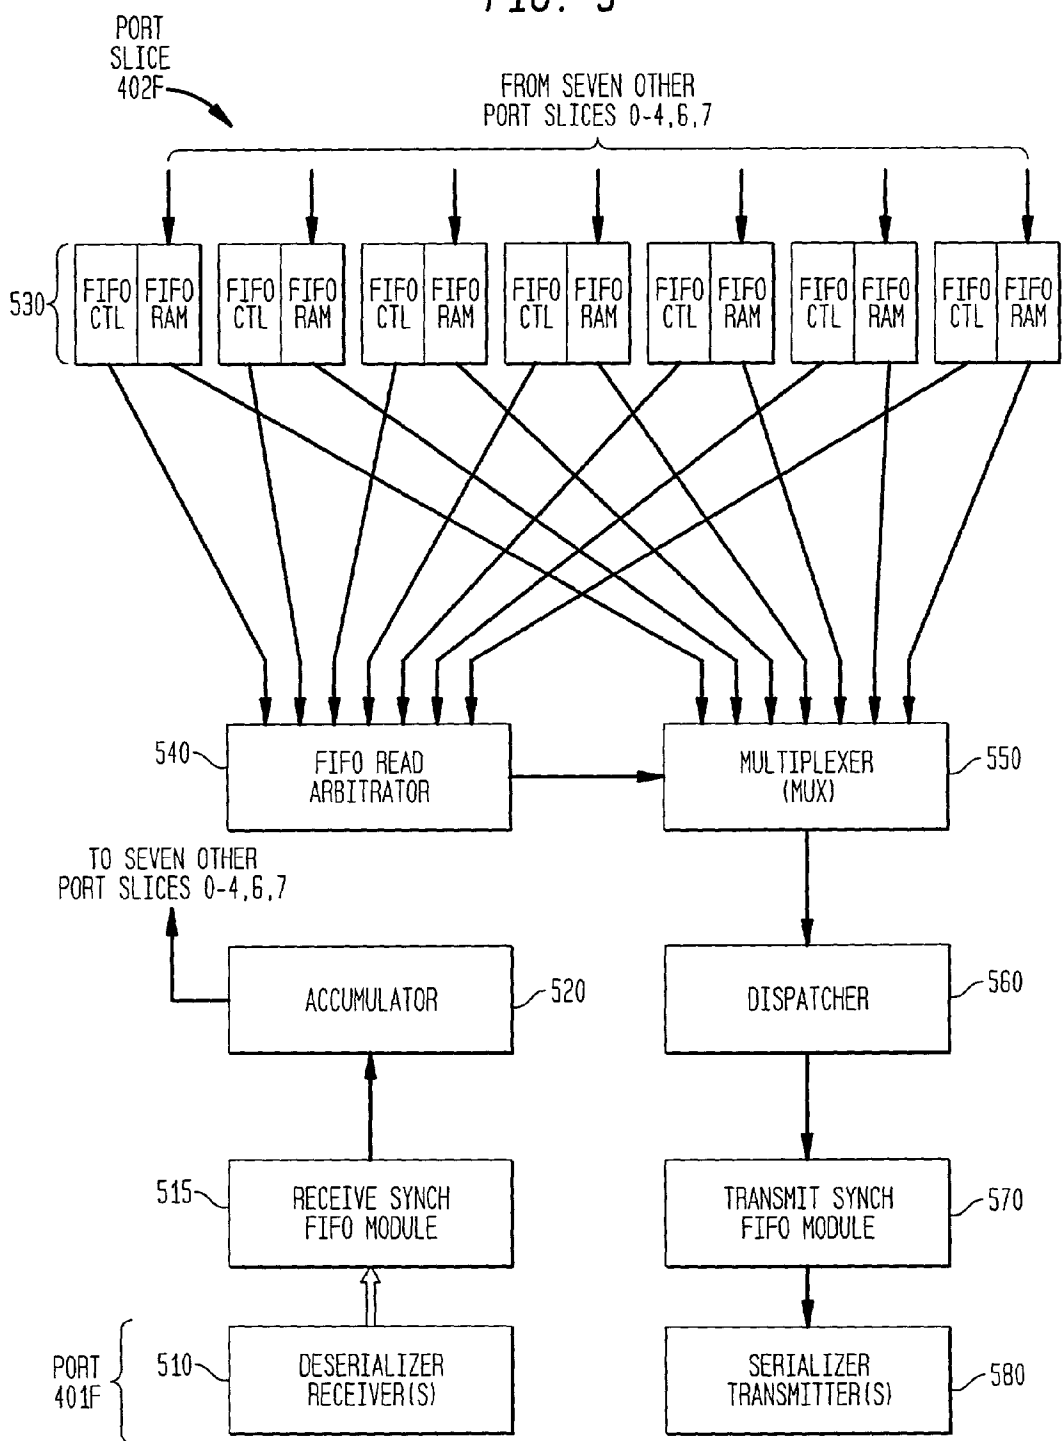 FIG. 5
PORT
SLICE
402F
FROM SEVEN OTHER
PORT SLICES 0-4,6,7
530
FIFO CTL
FIFO RAM
FIFO CTL
FIFO RAM
FIFO CTL
FIFO RAM
FIFO CTL
FIFO RAM
FIFO CTL
FIFO RAM
FIFO CTL
FIFO RAM
FIFO CTL
FIFO RAM
540
FIFO READ
ARBITRATOR
MULTIPLEXER
(MUX)
550
TO SEVEN OTHER
PORT SLICES 0-4,6,7
ACCUMULATOR
520
DISPATCHER
560
515
RECEIVE SYNCH
FIFO MODULE
TRANSMIT SYNCH
FIFO MODULE
570
PORT
401F
510
DESERIALIZER
RECEIVER(S)
SERIALIZER
TRANSMITTER(S)
580